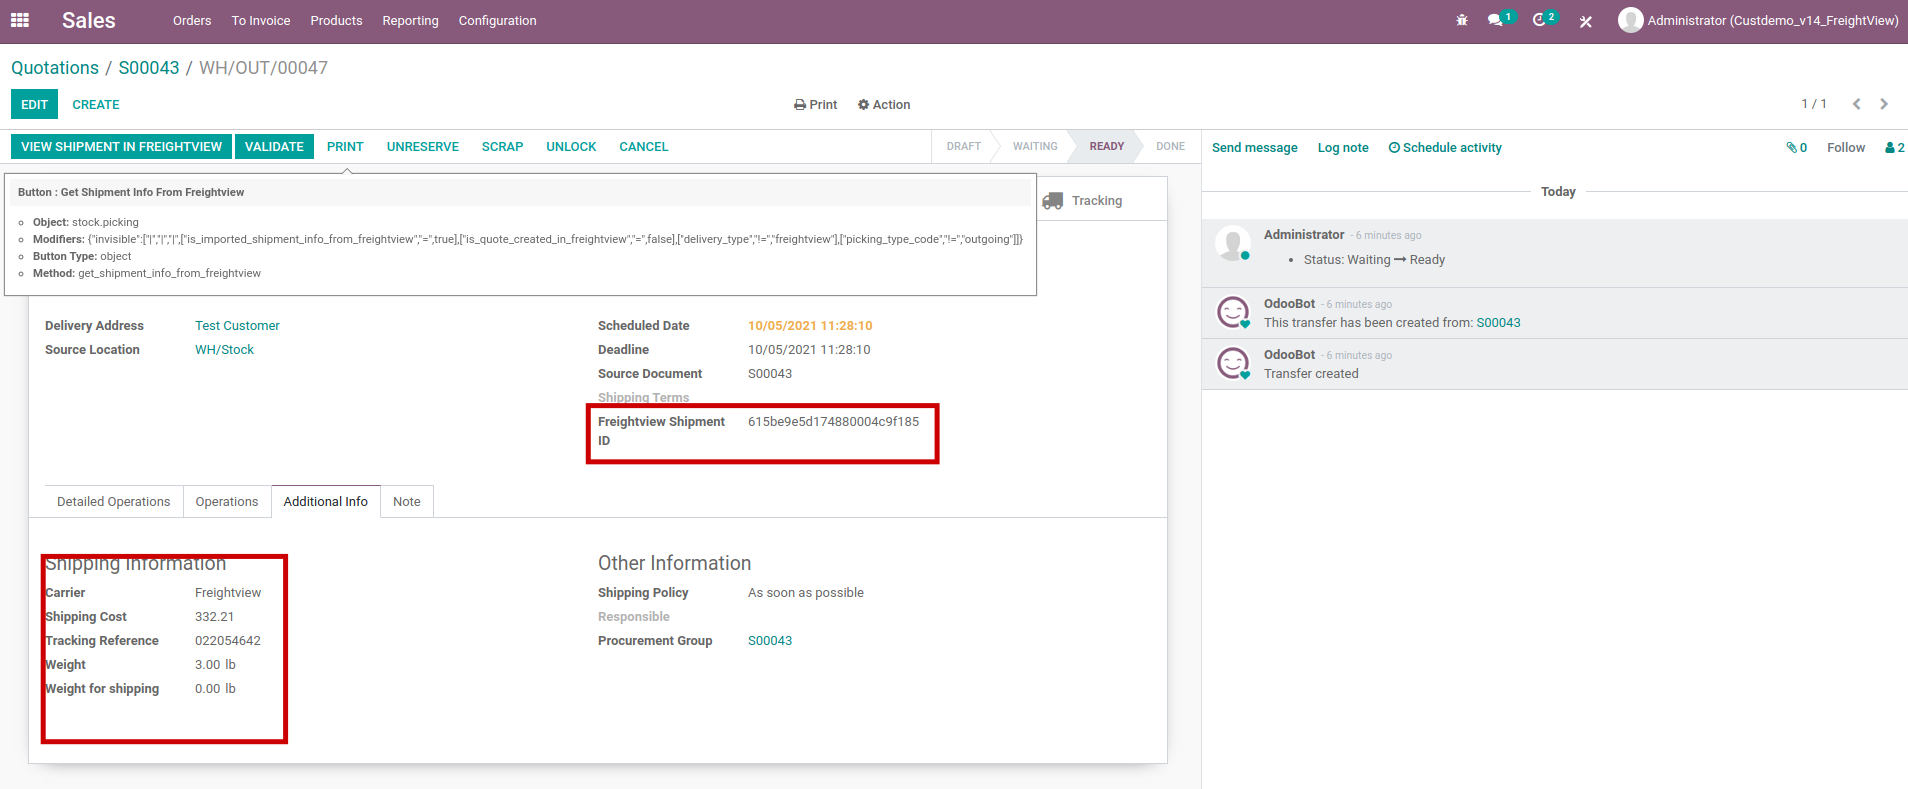 Sales Orders To Invoice Products Reporting Configuration 1 2 Administrator (Custdemo_v14_FreightView)
Quotations / S00043 / WH/OUT/00047
EDIT CREATE Print Action 1 / 1
VIEW SHIPMENT IN FREIGHTVIEW VALIDATE PRINT UNRESERVE SCRAP UNLOCK CANCEL DRAFT WAITING READY DONE
Send message Log note Schedule activity 0 Follow 2
Button : Get Shipment Info From Freightview
Object: stock.picking
Modifiers: {"invisible":["|","|","|",["is_imported_shipment_info_from_freightview","=",true],["is_quote_created_in_freightview","=",false],["delivery_type","!=","freightview"],["picking_type_code","!=","outgoing"]]}
Button Type: object
Method: get_shipment_info_from_freightview
Tracking
Delivery Address Test Customer
Source Location WH/Stock
Scheduled Date 10/05/2021 11:28:10
Deadline 10/05/2021 11:28:10
Source Document S00043
Shipping Terms
Freightview Shipment 615be9e5d174880004c9f185
ID
Detailed Operations Operations Additional Info Note
Shipping Information
Carrier Freightview
Shipping Cost 332.21
Tracking Reference 022054642
Weight 3.00 lb
Weight for shipping 0.00 lb
Other Information
Shipping Policy As soon as possible
Responsible
Procurement Group S00043
Today
Administrator - 6 minutes ago
Status: Waiting → Ready
OdooBot - 6 minutes ago
This transfer has been created from: S00043
OdooBot - 6 minutes ago
Transfer created